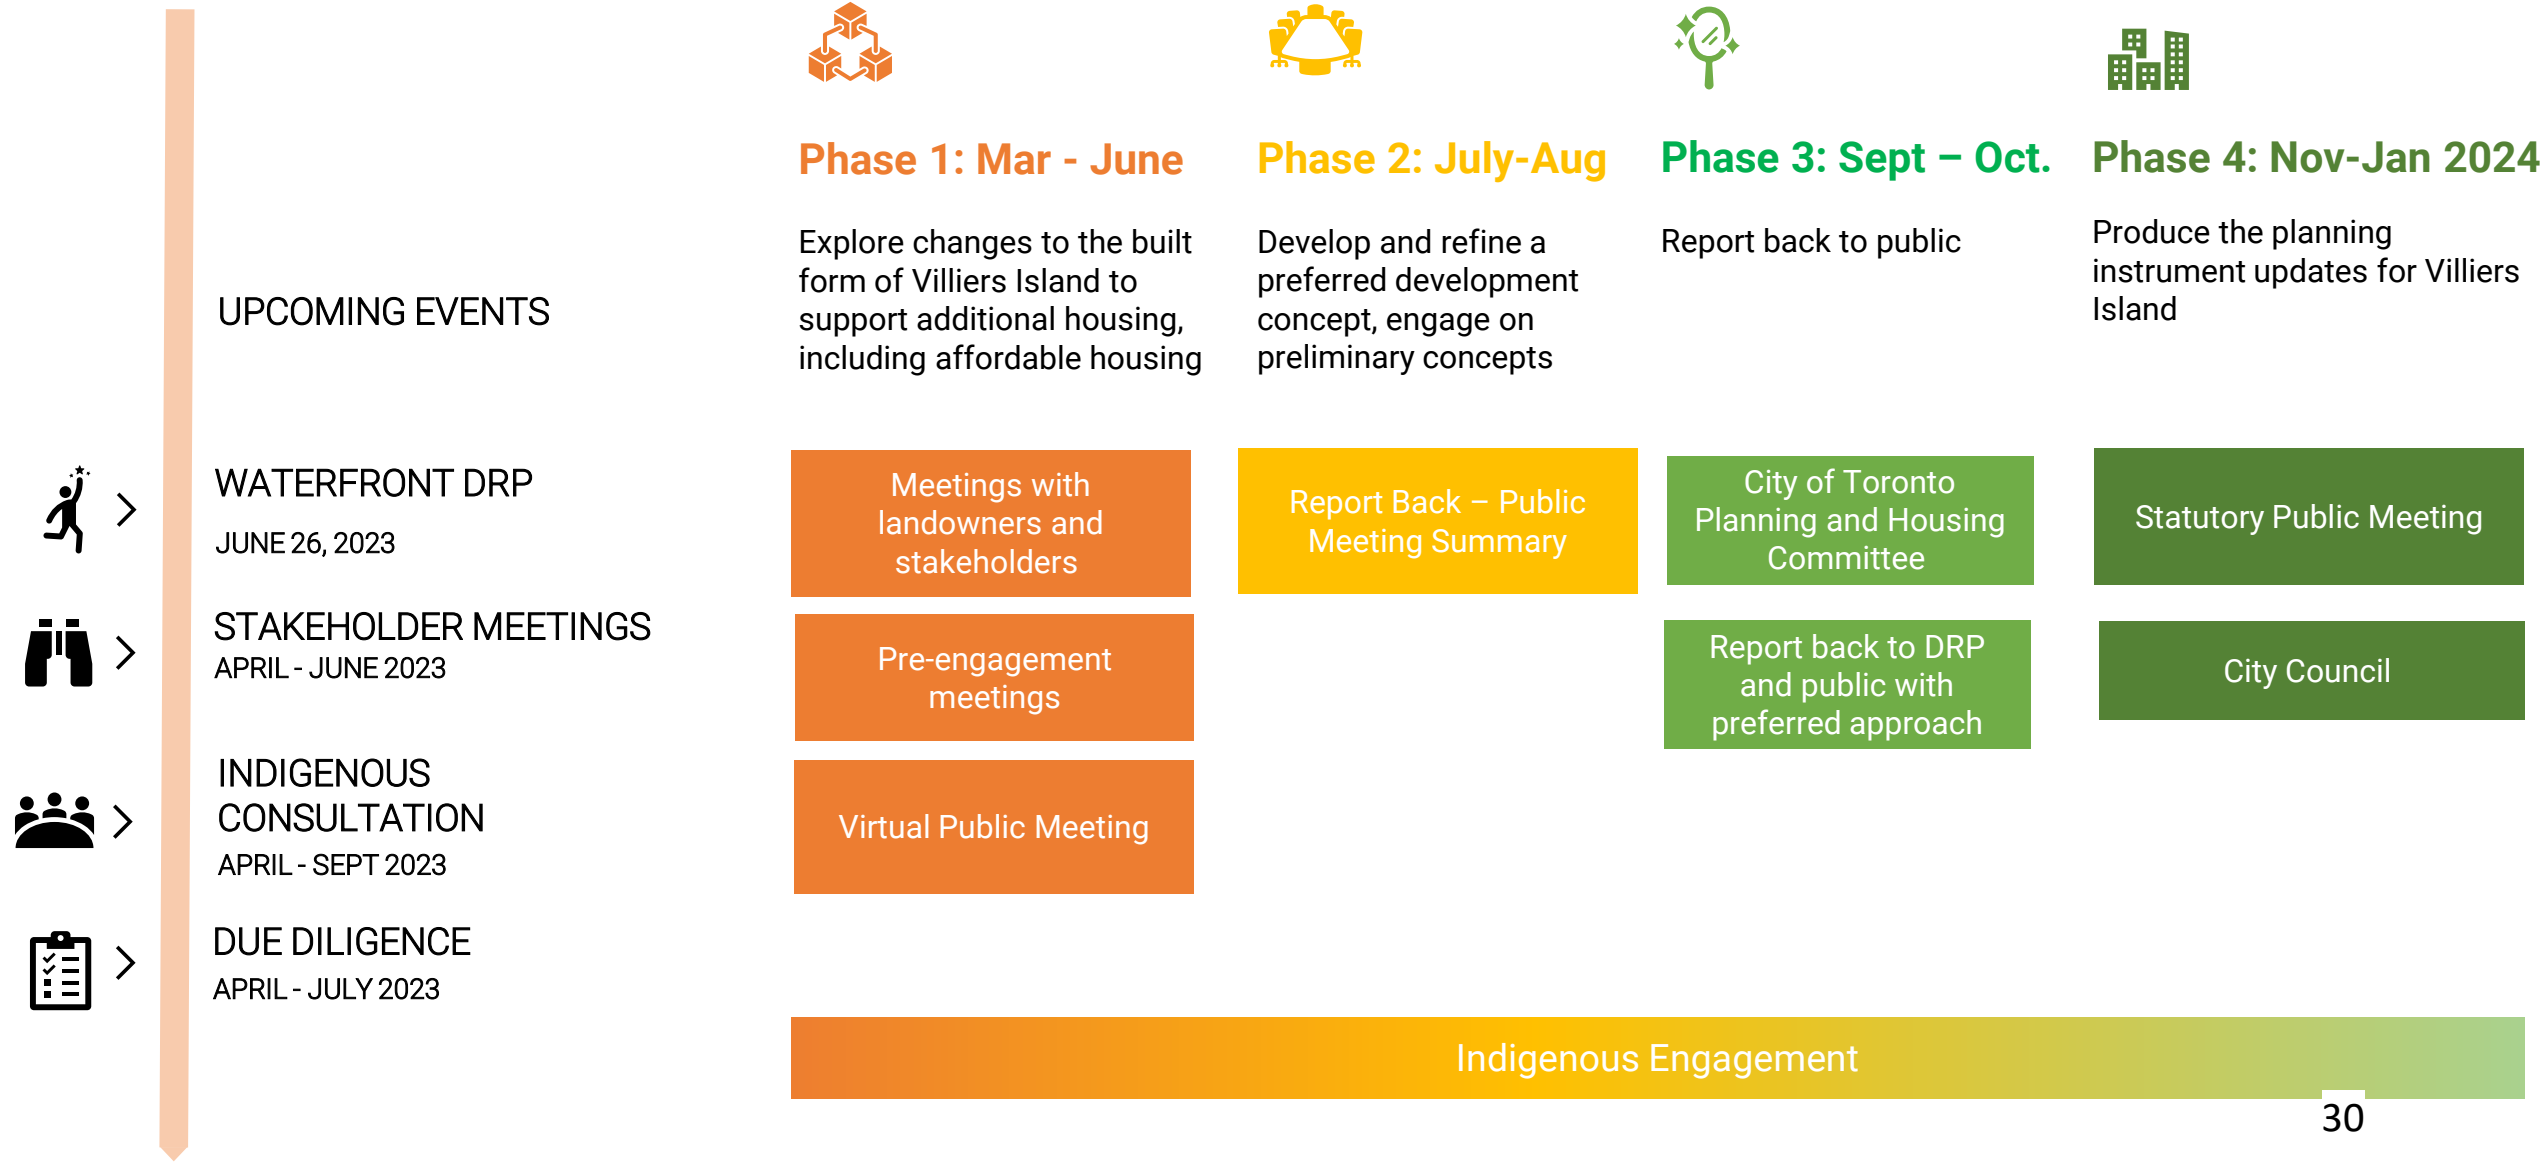 UPCOMING EVENTS
WATERFRONT DRP
JUNE 26, 2023
STAKEHOLDER MEETINGS
APRIL - JUNE 2023
INDIGENOUS
CONSULTATION
APRIL - SEPT 2023
DUE DILIGENCE
APRIL - JULY 2023
Phase 1: Mar - June
Explore changes to the built
form of Villiers Island to
support additional housing,
including affordable housing
Meetings with
landowners and
stakeholders
Pre-engagement
meetings
Virtual Public Meeting
Phase 2: July-Aug
Develop and refine a
preferred development
concept, engage on
preliminary concepts
Report Back – Public
Meeting Summary
Phase 3: Sept – Oct.
Report back to public
City of Toronto
Planning and Housing
Committee
Report back to DRP
and public with
preferred approach
Phase 4: Nov-Jan 2024
Produce the planning
instrument updates for Villiers
Island
Statutory Public Meeting
City Council
Indigenous Engagement
30